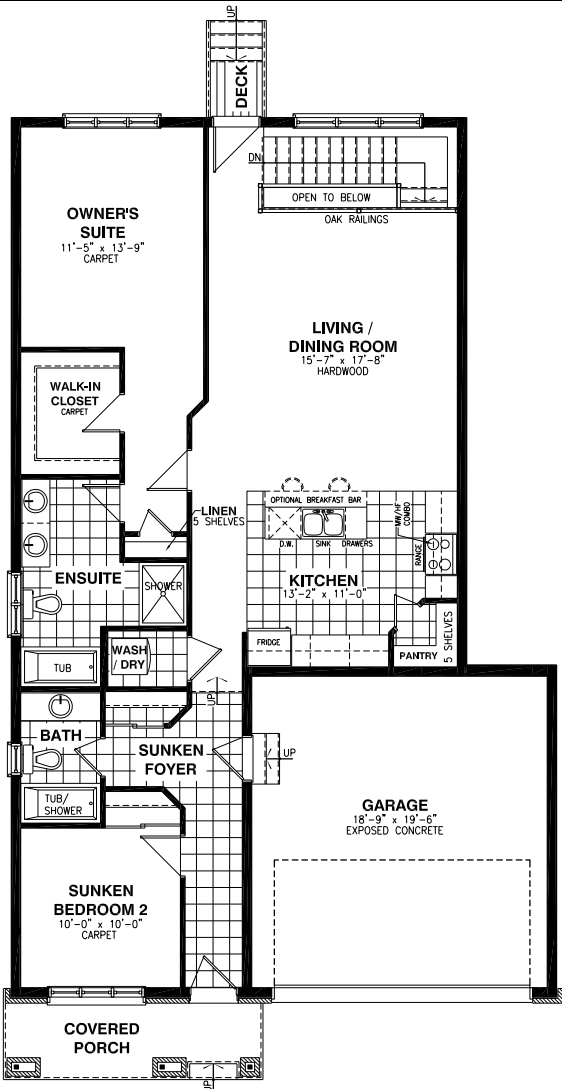 UP
DECK
DN
OPEN TO BELOW
OAK RAILINGS
OWNER'S
SUITE
11'-5" x 13'-9"
CARPET
LIVING /
DINING ROOM
15'-7" x 17'-8"
HARDWOOD
WALK-IN
CLOSET
CARPET
LINEN
5 SHELVES
OPTIONAL BREAKFAST BAR
D.W.
SINK
DRAWERS
MW/HF
COMBO
RANGE
ENSUITE
SHOWER
KITCHEN
13'-2" x 11'-0"
FRIDGE
PANTRY
5 SHELVES
TUB
WASH
/ DRY
UP
BATH
SUNKEN
FOYER
UP
TUB/
SHOWER
GARAGE
18'-9" x 19'-6"
EXPOSED CONCRETE
SUNKEN
BEDROOM 2
10'-0" x 10'-0"
CARPET
COVERED
PORCH
UP